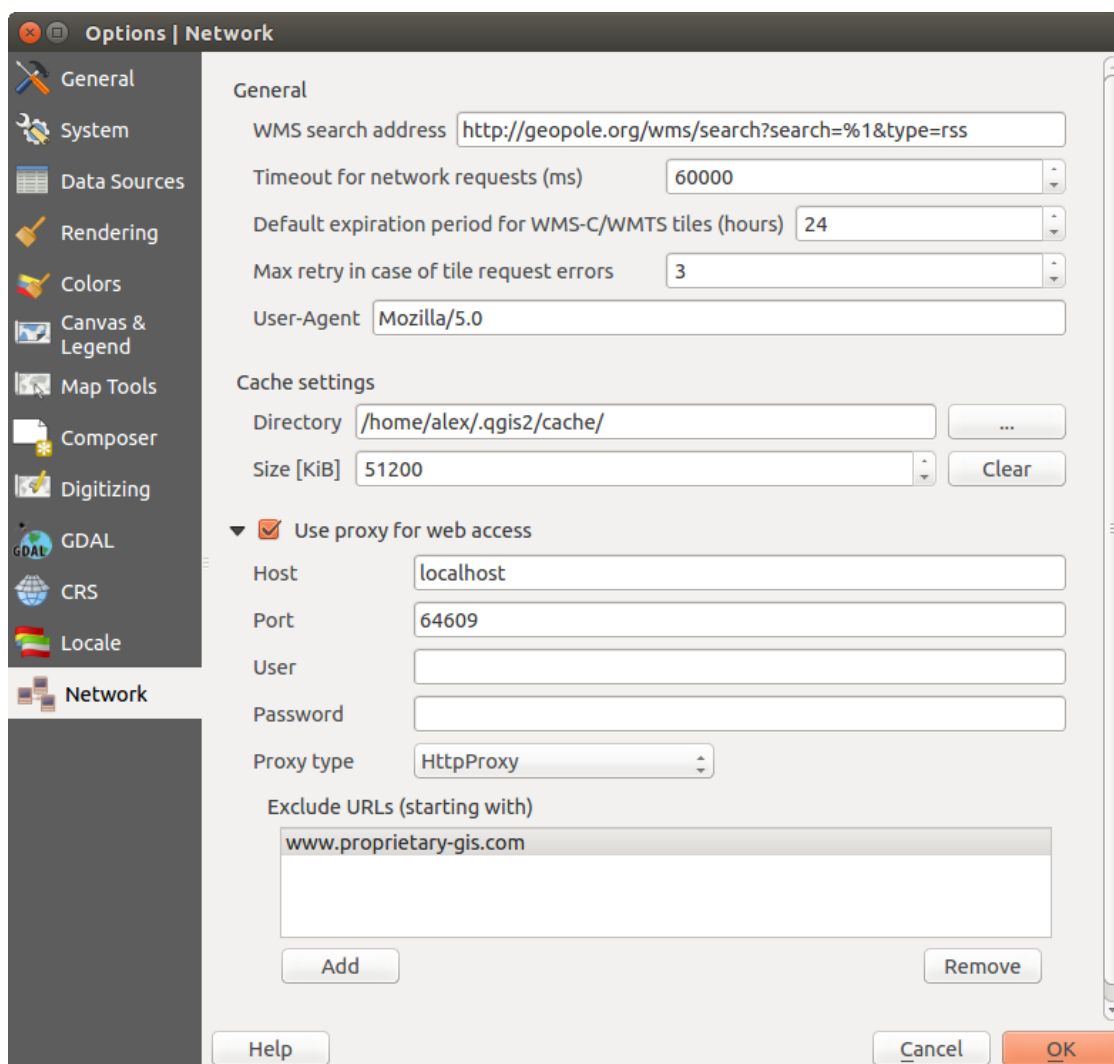 Options | Network
General
System
Data Sources
Rendering
Colors
Canvas &
Legend
Map Tools
Composer
Digitizing
GDAL
GDAL
CRS
Locale
Network
General
WMS search address http://geopole.org/wms/search?search=%1&type=rss
Timeout for network requests (ms) 60000
Default expiration period for WMS-C/WMTS tiles (hours) 24
Max retry in case of tile request errors 3
User-Agent Mozilla/5.0
Cache settings
Directory /home/alex/.qgis2/cache/ ...
Size [KiB] 51200 Clear
Use proxy for web access
Host localhost
Port 64609
User
Password
Proxy type HttpProxy
Exclude URLs (starting with)
www.proprietary-gis.com
Add Remove
Help Cancel OK